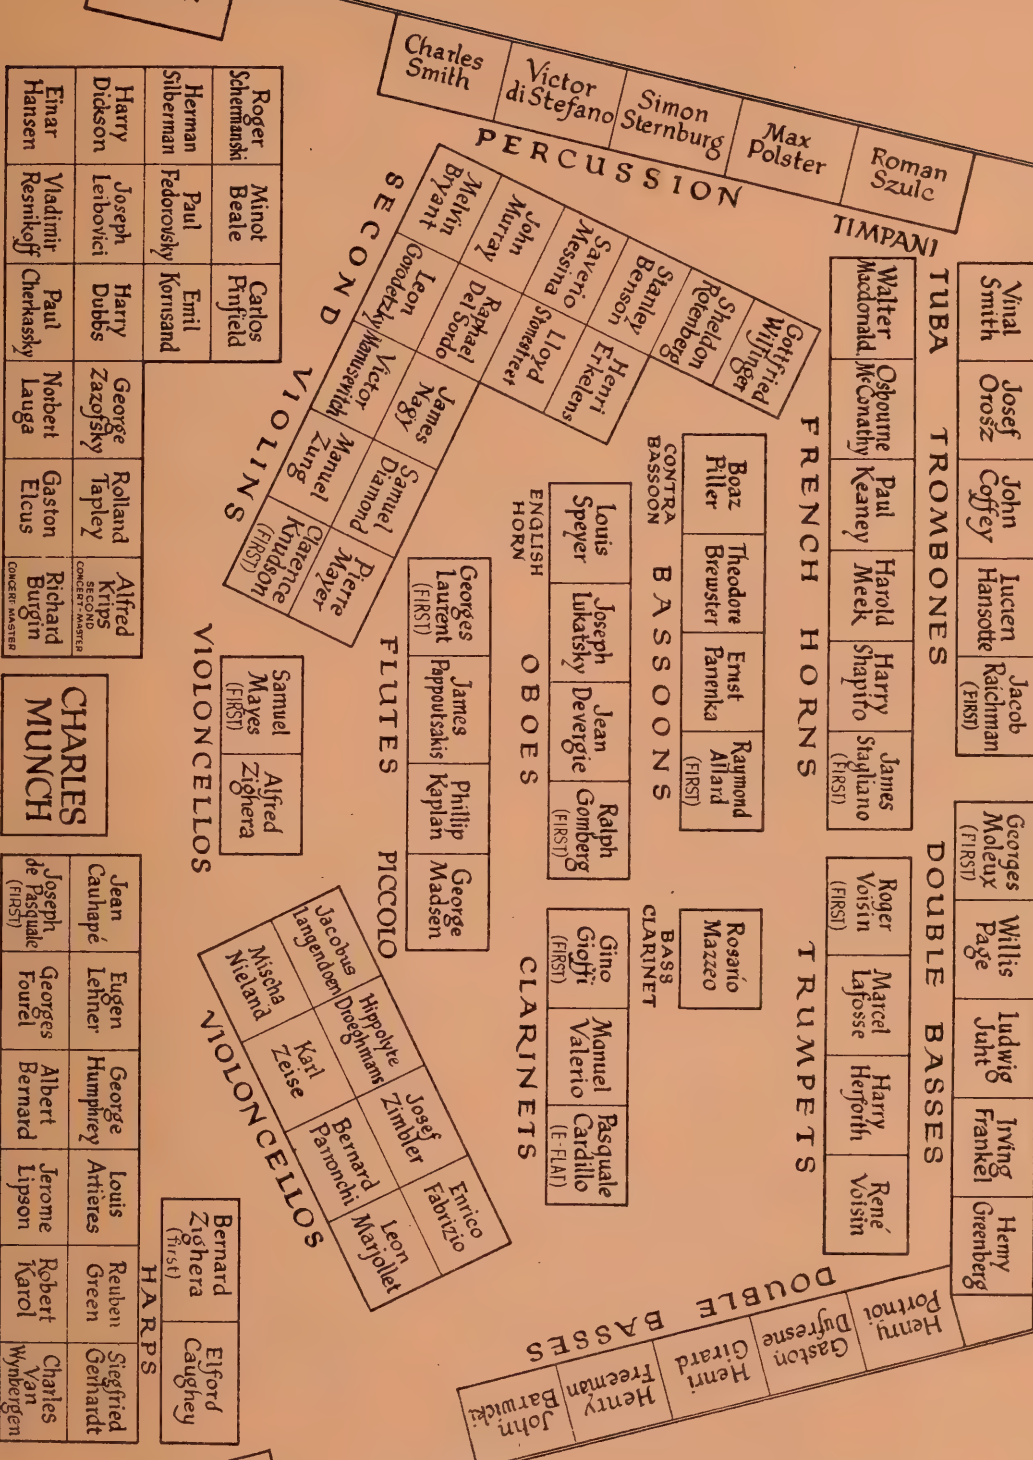 Charles
Smith
Victor
di Stefano
Simon
Sternburg
Max
Polster
Roman
Szulc
PERCUSSION
TIMPANI
Vinal
Smith
Josef
Orosz
John
Coffey
Lucien
Hansotte
Jacob
Raichman
(FIRST)
TUBA TROMBONES
Walter
Macdonald
Osbourne
McConathy
Paul
Keaney
Harold
Meek
Harry
Shapiro
James
Stagliano
(FIRST)
FRENCH HORNS
Roger
Schermanski
Minot
Beale
Carlos
Pinfield
Herman
Silberman
Paul
Fedorovsky
Emil
Kornsand
Harry
Dickson
Joseph
Leibovici
Harry
Dubbs
George
Zazofsky
Rolland
Tapley
Alfred
Krips
SECOND
CONCERT-MASTER
Einar
Hansen
Vladimir
Resnikoff
Paul
Cherkassky
Norbert
Lauga
Gaston
Elcus
Richard
Burgin
CONCERT-MASTER
SECOND VIOLINS
Melvin
Bryant
John
Murray
Saverio
Messina
Stanley
Benson
Sheldon
Rotenberg
Gottfried
Wilfinger
Leon
Gorodetzky
Raphael
Del Sordo
Lloyd
Stonestreet
Henri
Erkelens
Victor
Manusevitch
James
Nagy
Manuel
Zung
Samuel
Diamond
Clarence
Knudson
(FIRST)
Pierre
Mayer
Boaz
Piller
Theodore
Brewster
Ernst
Panenka
Raymond
Allard
(FIRST)
CONTRA
BASSOON
BASSOONS
Louis
Speyer
Joseph
Lukatsky
Jean
Devergie
Ralph
Gomberg
(FIRST)
ENGLISH
HORN
OBOES
Georges
Laurent
(FIRST)
James
Pappoutsakis
Phillip
Kaplan
George
Madsen
FLUTES PICCOLO
Samuel
Mayes
(FIRST)
Alfred
Zighera
VIOLONCELLOS
CHARLES
MUNCH
Georges
Moleux
(FIRST)
Willis
Page
Ludwig
Juht
Irving
Frankel
Henry
Greenberg
DOUBLE BASSES
Roger
Voisin
(FIRST)
Marcel
Lafosse
Harry
Herforth
René
Voisin
TRUMPETS
Rosario
Mazzeo
BASS
CLARINET
Gino
Cioffi
(FIRST)
Manuel
Valerio
Pasquale
Cardillo
(E-FLAT)
CLARINETS
Jacobus
Langendoen
Mischa
Nieland
Hippolyte
Droeghmans
Karl
Zeise
Josef
Zimbler
Bernard
Parronchi
Enrico
Fabrizio
Leon
Marjollet
VIOLONCELLOS
Jean
Cauhapé
Eugen
Lehner
George
Humphrey
Louis
Artières
Reuben
Green
Siegfried
Gerhardt
Joseph
de Pasquale
(FIRST)
Georges
Fourel
Albert
Bernard
Jerome
Lipson
Robert
Karol
Charles
Van
Wynbergen
Bernard
Zighera
(first)
Elford
Caughey
HARPS
DOUBLE BASSES
Henry
Portnoi
Gaston
Dufresne
Henri
Girard
Henry
Freeman
John
Barwicki